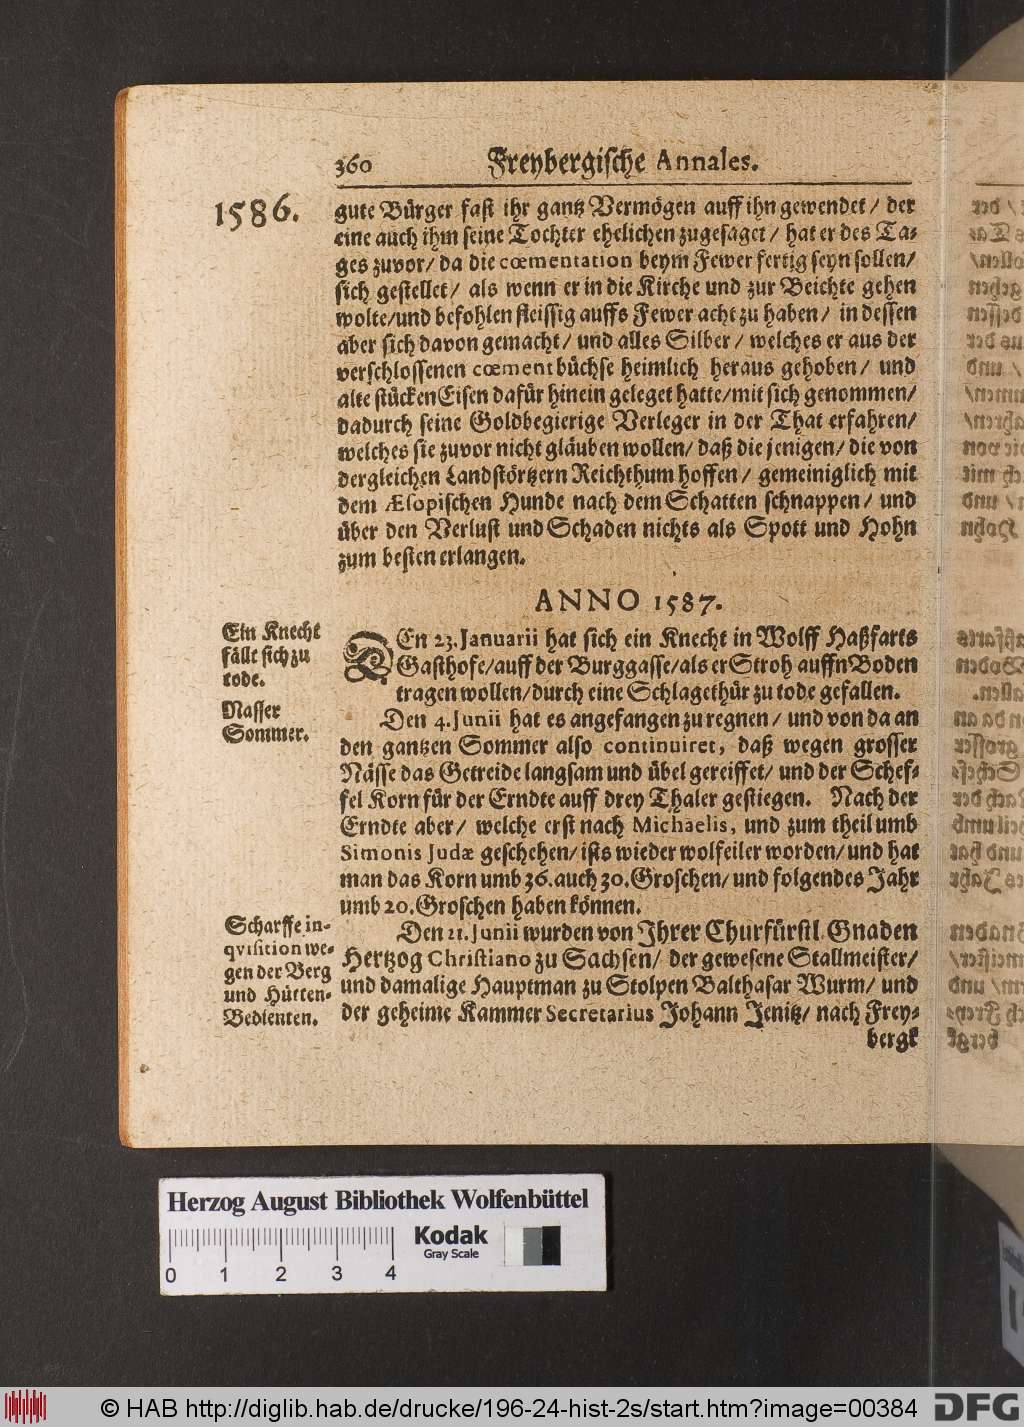 360 Freybergische Annales.
1586.
gute Bürger fast ihr gantz Vermögen auff ihn gewendet / der
eine auch ihm seine Tochter ehelichen zugesaget / hat er des Ta-
ges zuvor / da die cœmentation beym Fewer fertig seyn sollen /
sich gestellet / als wenn er in die Kirche und zur Beichte gehen
wolte / und befohlen fleissig auffs Fewer acht zu haben / in dessen
aber sich davon gemacht / und alles Silber / welches er aus der
verschlossenen cœmentbüchse heimlich heraus gehoben / und
alte stücken Eisen dafür hinein geleget hatte / mit sich genommen /
dadurch seine Goldbegierige Verleger in der That erfahren /
welches sie zuvor nicht gläuben wollen / daß die jenigen / die von
dergleichen Landstörtzern Reichthum hoffen / gemeiniglich mit
dem Æsopischen Hunde nach dem Schatten schnappen / und
über den Verlust und Schaden nichts als Spott und Hohn
zum besten erlangen.
ANNO 1587.
Ein Knecht
fällt sich zu
tode.
DEn 23. Januarii hat sich ein Knecht in Wolff Haßfarts
Gasthofe / auff der Burggasse / als er Stroh auffn Boden
tragen wollen / durch eine Schlagethür zu tode gefallen.
Nasser
Sommer.
Den 4. Junii hat es angefangen zu regnen / und von da an
den gantzen Sommer also continuiret, daß wegen grosser
Nässe das Getreide langsam und übel gereiffet / und der Schef-
fel Korn für der Erndte auff drey Thaler gestiegen. Nach der
Erndte aber / welche erst nach Michaelis, und zum theil umb
Simonis Judæ geschehen / ists wieder wolfeiler worden / und hat
man das Korn umb 36. auch 30. Groschen / und folgendes Jahr
umb 20. Groschen haben können.
Scharffe in-
qvisition we-
gen der Berg
und Hütten-
Bedienten.
Den 21. Junii wurden von Ihrer Churfürstl. Gnaden
Hertzog Christiano zu Sachsen / der gewesene Stallmeister /
und damalige Hauptman zu Stolpen Balthasar Wurm / und
der geheime Kammer Secretarius Johann Jenitz / nach Frey-
bergk
Herzog August Bibliothek Wolfenbüttel
Kodak
Gray Scale
0 1 2 3 4
© HAB http://diglib.hab.de/drucke/196-24-hist-2s/start.htm?image=00384
DFG